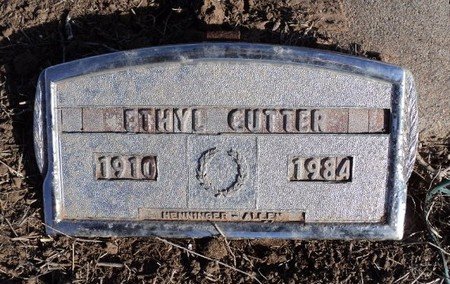 ETHYL CUTTER
1910 1984
HENNINGER-ALLEN